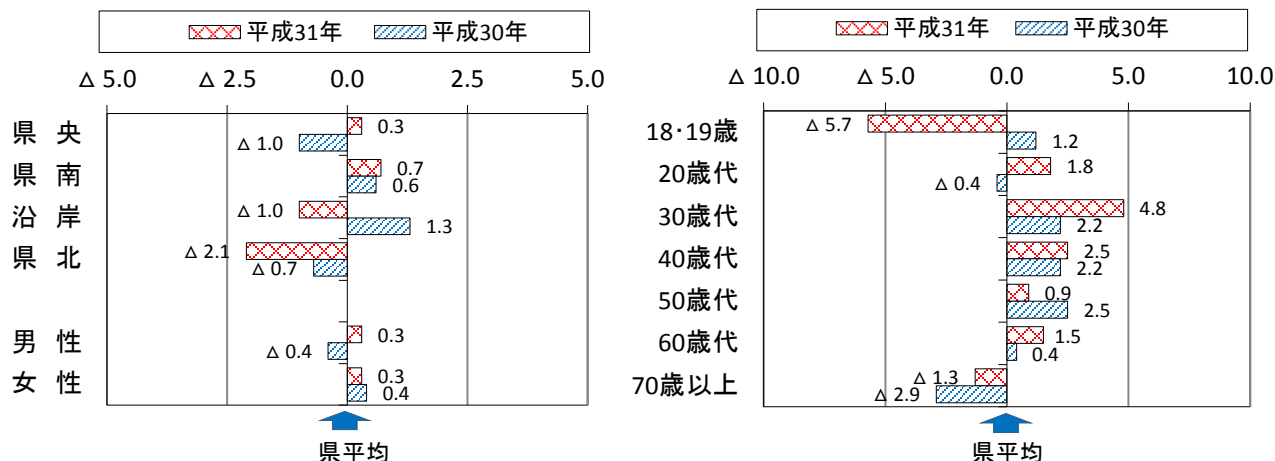 平成31年 平成30年
△ 5.0 △ 2.5 0.0 2.5 5.0
県 央 0.3
△ 1.0
県 南 0.7
0.6
沿 岸 △ 1.0
1.3
県 北 △ 2.1
△ 0.7
男 性 0.3
△ 0.4
女 性 0.3
0.4
県平均
平成31年 平成30年
△ 10.0 △ 5.0 0.0 5.0 10.0
18･19歳 △ 5.7
1.2
20歳代 1.8
△ 0.4
30歳代 4.8
2.2
40歳代 2.5
2.2
50歳代 0.9
2.5
60歳代 1.5
0.4
70歳以上 △ 1.3
△ 2.9
県平均